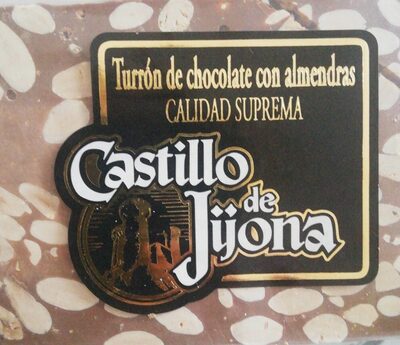 Turrón de chocolate con almendras
CALIDAD SUPREMA
Castillo
de
Jijona